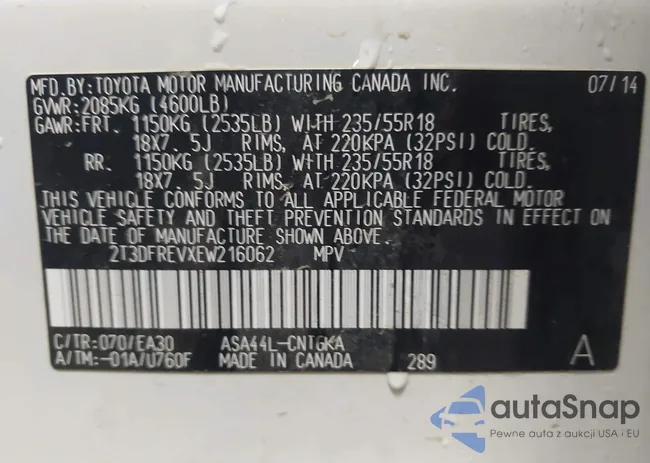 MFD.BY:TOYOTA MOTOR MANUFACTURING CANADA INC. 07/14
GVWR:2085KG (4600LB)
GAWR:FRT. 1150KG (2535LB) WITH 235/55R18 TIRES,
18X7. 5J RIMS, AT 220KPA (32PSI) COLD.
RR. 1150KG (2535LB) WITH 235/55R18 TIRES,
18X7. 5J RIMS, AT 220KPA (32PSI) COLD.
THIS VEHICLE CONFORMS TO ALL APPLICABLE FEDERAL MOTOR
VEHICLE SAFETY AND THEFT PREVENTION STANDARDS IN EFFECT ON
THE DATE OF MANUFACTURE SHOWN ABOVE.
2T3DFREVXEW216062 MPV
C/TR:070/EA30 ASA44L-CNTGKA
A/TM:-01A/U760F MADE IN CANADA 289 A
autaSnap
Pewne auta z aukcji USA i EU